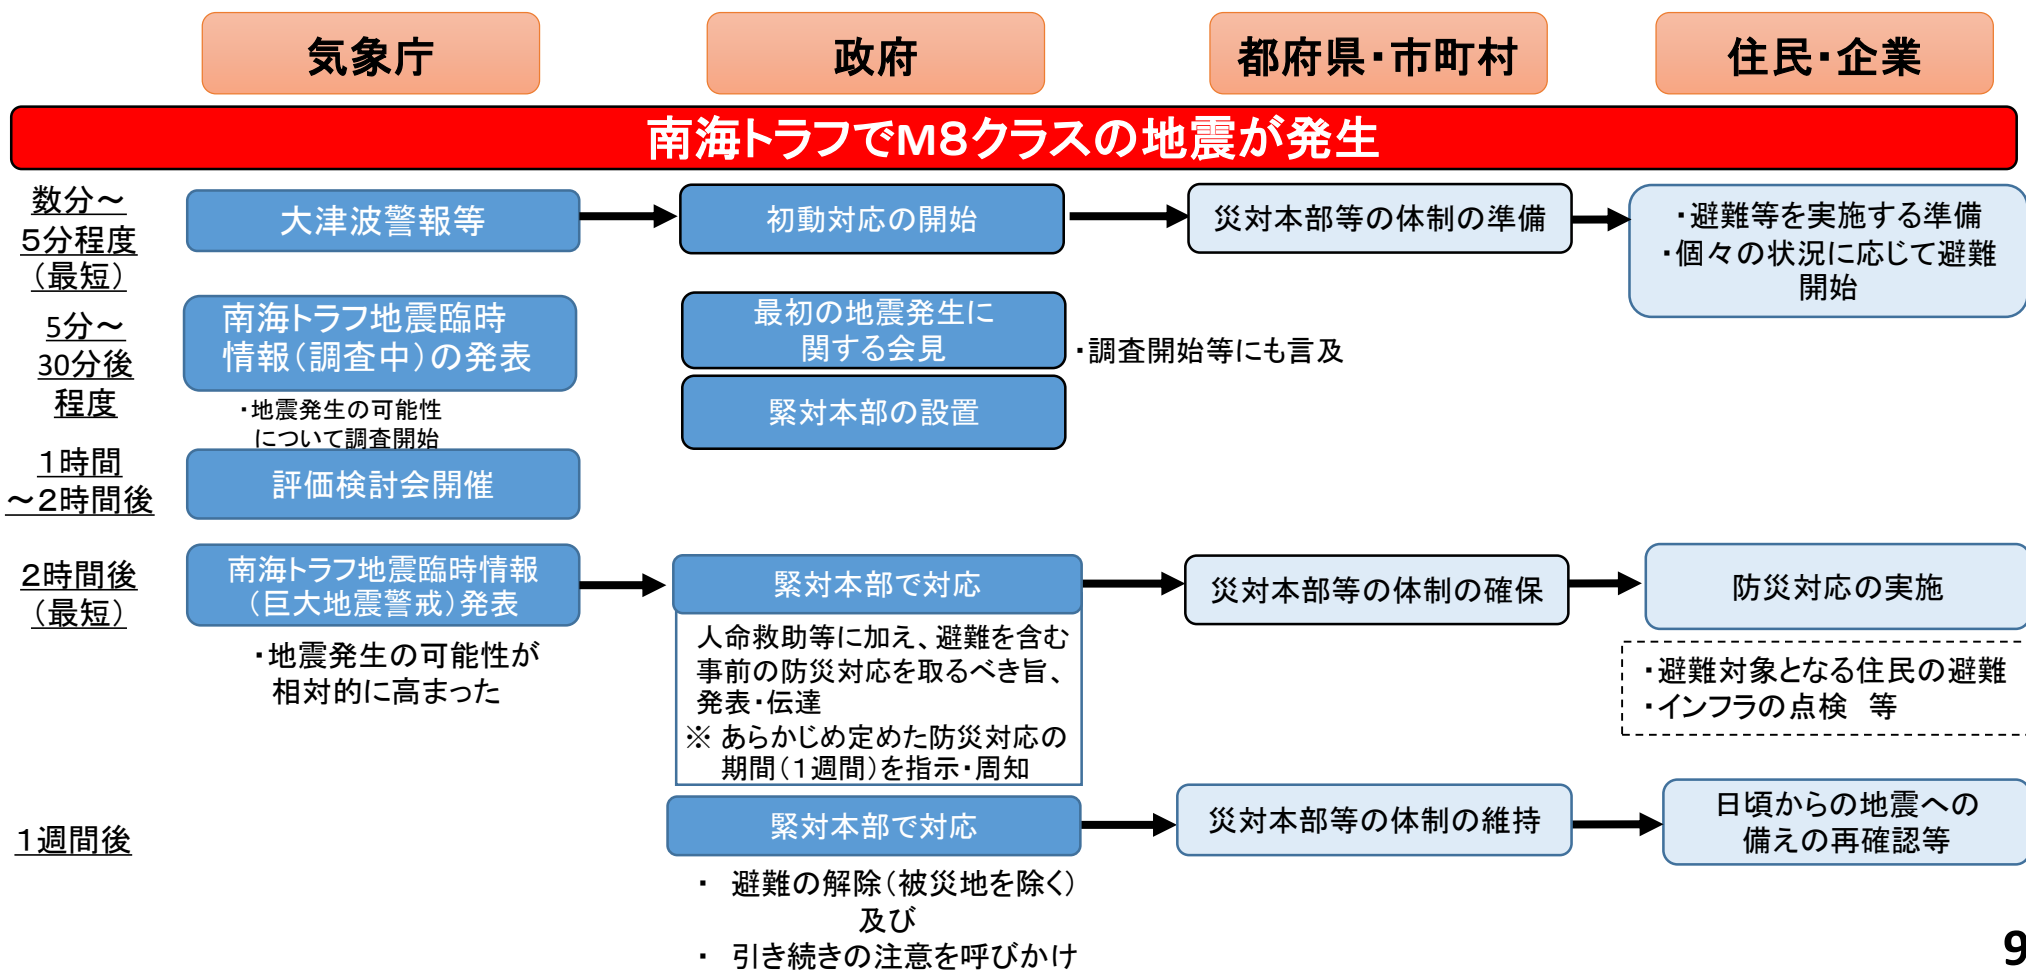 気象庁
政府
都府県・市町村
住民・企業
南海トラフでM8クラスの地震が発生
数分～
5分程度
（最短）
大津波警報等
初動対応の開始
災対本部等の体制の準備
・避難等を実施する準備
・個々の状況に応じて避難
開始
5分～
30分後
程度
南海トラフ地震臨時
情報（調査中）の発表
・地震発生の可能性
について調査開始
最初の地震発生に
関する会見
・調査開始等にも言及
緊対本部の設置
１時間
～２時間後
評価検討会開催
2時間後
（最短）
南海トラフ地震臨時情報
（巨大地震警戒）発表
・地震発生の可能性が
相対的に高まった
緊対本部で対応
人命救助等に加え、避難を含む
事前の防災対応を取るべき旨、
発表・伝達
※ あらかじめ定めた防災対応の
期間（１週間）を指示・周知
災対本部等の体制の確保
防災対応の実施
・避難対象となる住民の避難
・インフラの点検　等
１週間後
緊対本部で対応
・ 避難の解除（被災地を除く）
及び
・ 引き続きの注意を呼びかけ
災対本部等の体制の維持
日頃からの地震への
備えの再確認等
9